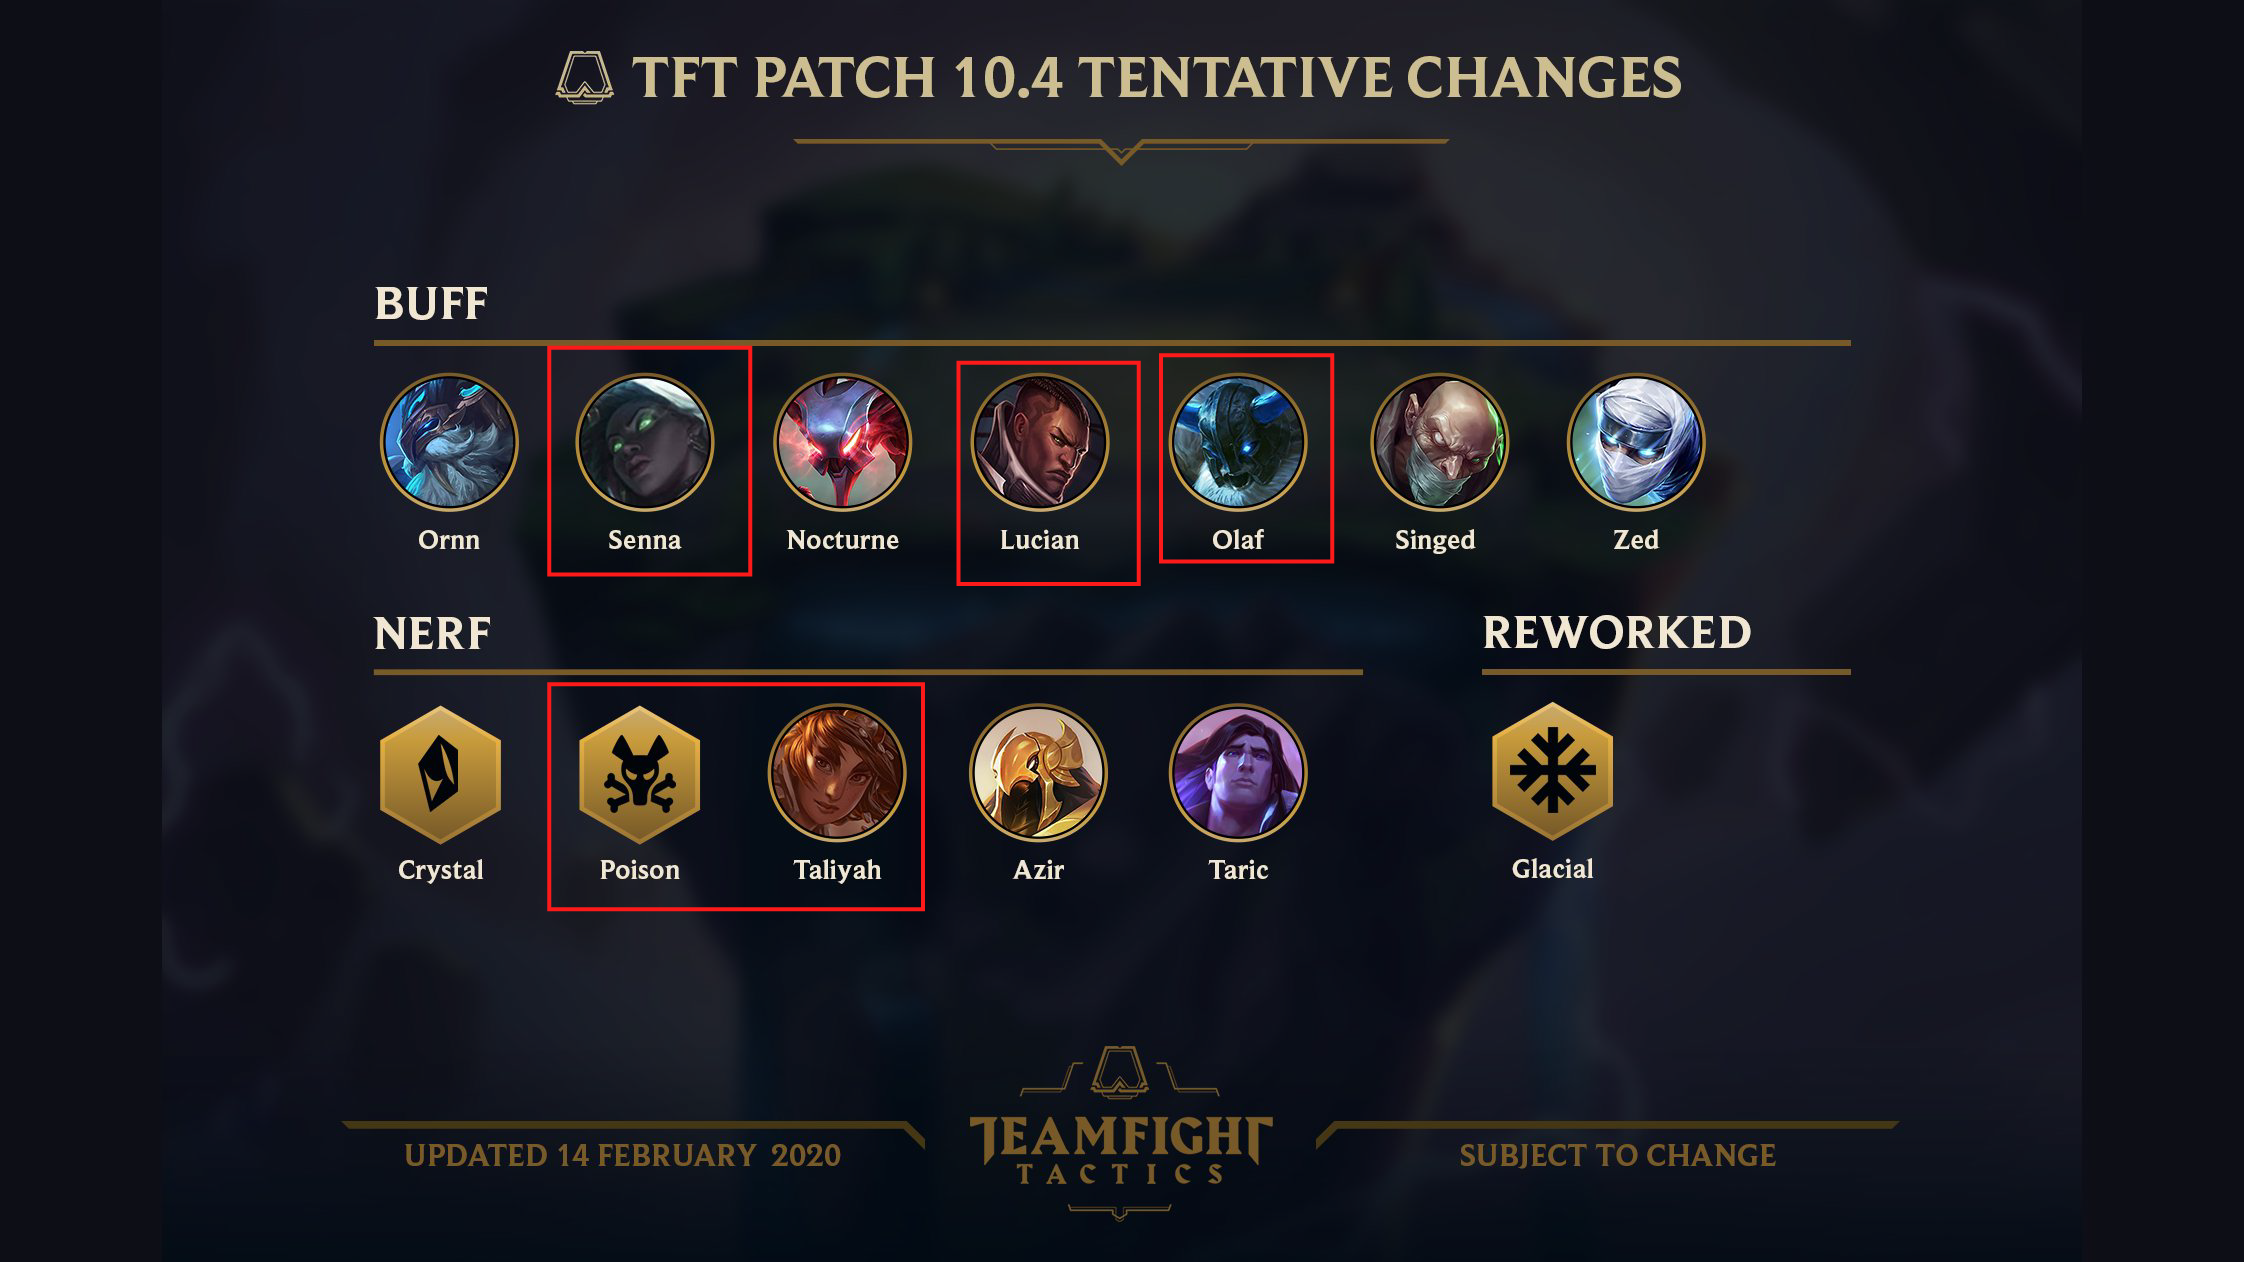 TFT PATCH 10.4 TENTATIVE CHANGES
BUFF
Ornn Senna Nocturne Lucian Olaf Singed Zed
NERF
Crystal Poison Taliyah Azir Taric
REWORKED
Glacial
UPDATED 14 FEBRUARY 2020
TEAMFIGHT
TACTICS
SUBJECT TO CHANGE